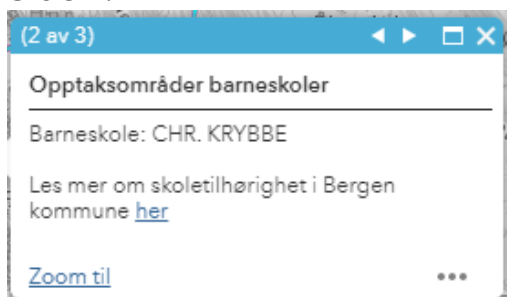 (2 av 3)
Opptaksområder barneskoler
Barneskole: CHR. KRYBBE
Les mer om skoletilhørighet i Bergen
kommune her
Zoom til